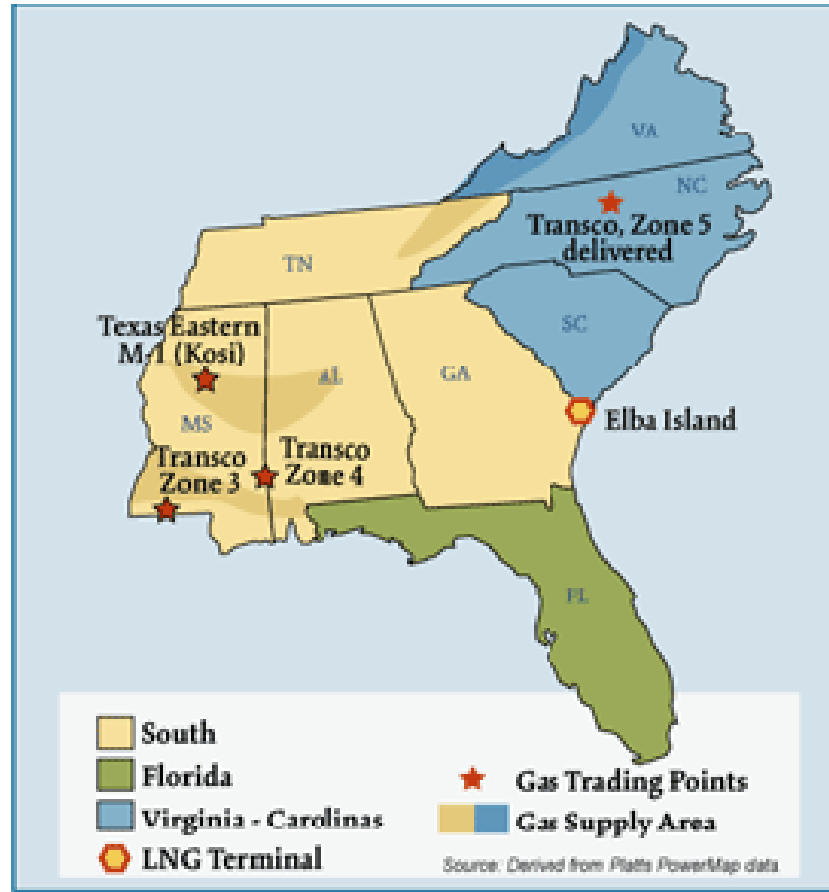 VA
NC
Transco, Zone 5
delivered
TN
SC
Texas Eastern
M-1 (Kosi)
AL
GA
MS
Elba Island
Transco
Zone 3
Transco
Zone 4
FL
South
Florida
Virginia - Carolinas
LNG Terminal
Gas Trading Points
Gas Supply Area
Source: Derived from Platts PowerMap data